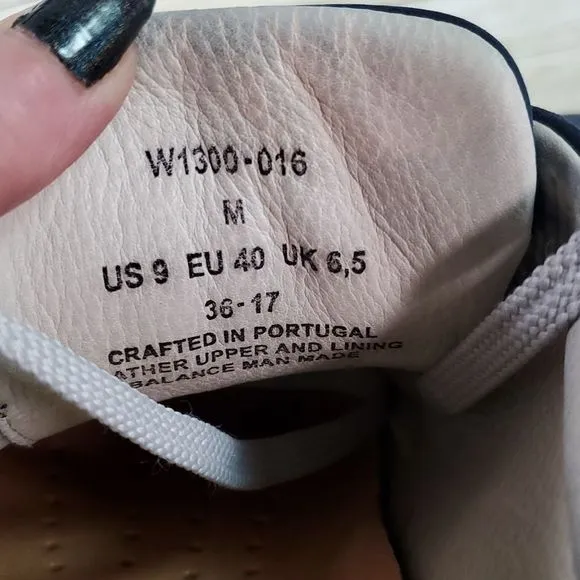 W1300-016
M
US 9 EU 40 UK 6,5
36-17
CRAFTED IN PORTUGAL
ATHER UPPER AND LINING
BALANCE MAN MADE